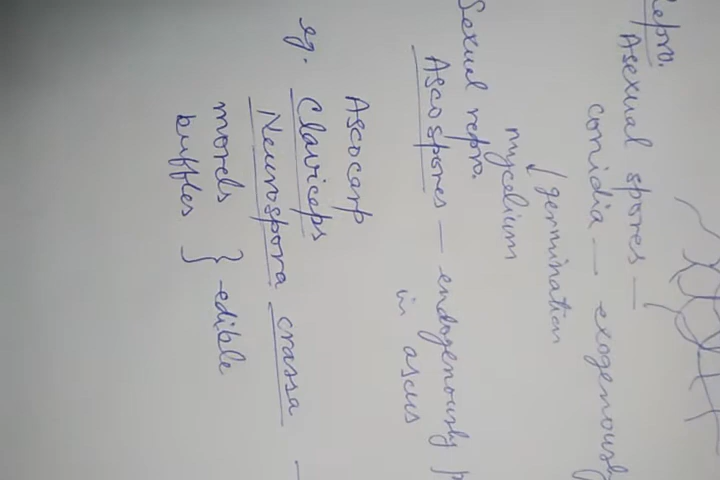 Repro.
Asexual spores —
conidia — exogenously
↓ germination
mycelium
Sexual repro.
Ascospores — endogenously p
in ascus
Ascocarp
eg. Claviceps
Neurospora crassa —
morels } edible
buffles